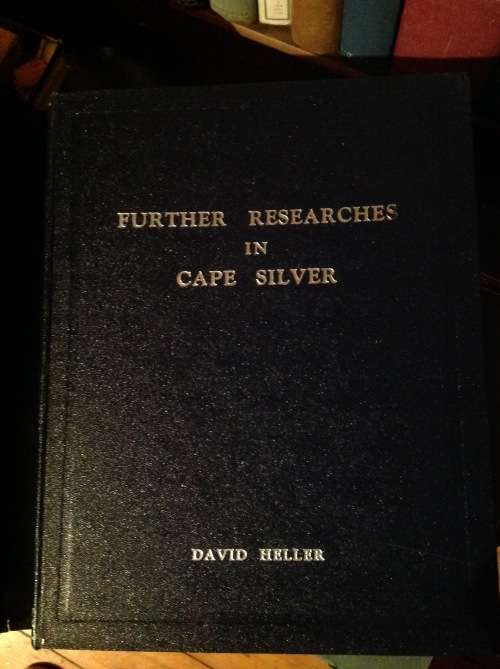 FURTHER RESEARCHES
IN
CAPE SILVER
DAVID HELLER